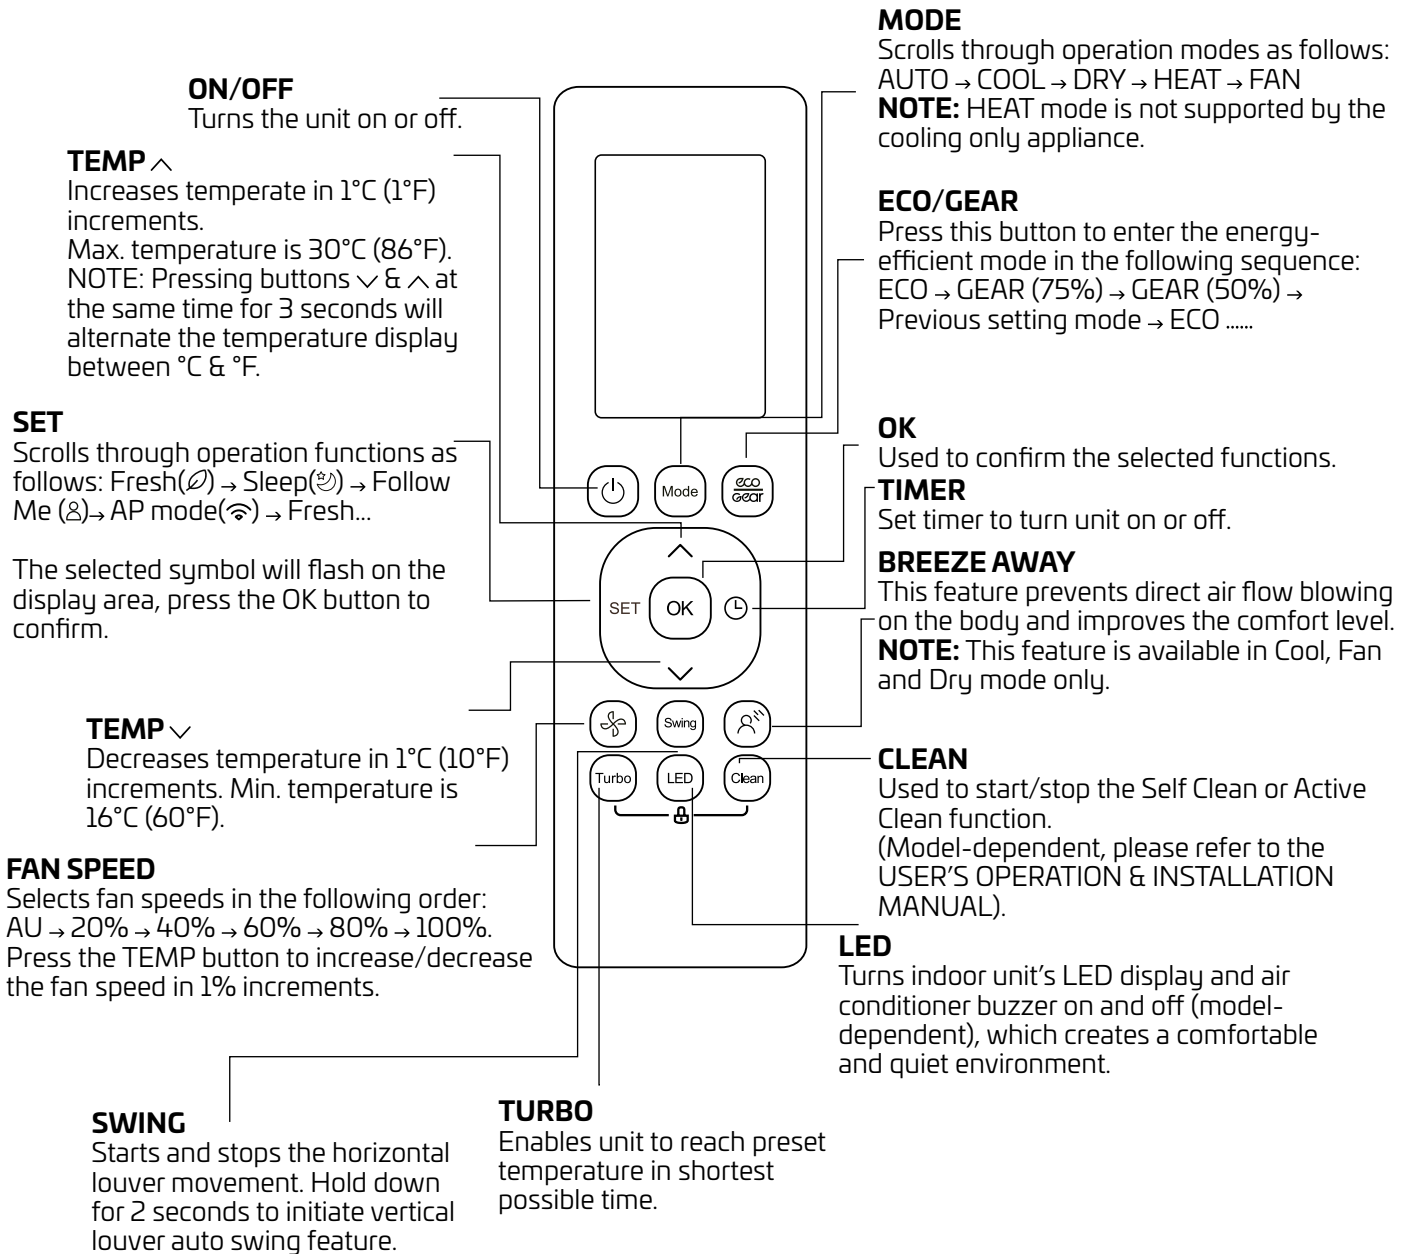 ON/OFF
Turns the unit on or off.
TEMP ︿
Increases temperate in 1°C (1°F)
increments.
Max. temperature is 30°C (86°F).
NOTE: Pressing buttons ﹀ & ︿ at
the same time for 3 seconds will
alternate the temperature display
between °C & °F.
SET
Scrolls through operation functions as
follows: Fresh( ) → Sleep( ) → Follow
Me ( )→ AP mode( ) → Fresh...
The selected symbol will flash on the
display area, press the OK button to
confirm.
TEMP ﹀
Decreases temperature in 1°C (10°F)
increments. Min. temperature is
16°C (60°F).
FAN SPEED
Selects fan speeds in the following order:
AU → 20% → 40% → 60% → 80% → 100%.
Press the TEMP button to increase/decrease
the fan speed in 1% increments.
SWING
Starts and stops the horizontal
louver movement. Hold down
for 2 seconds to initiate vertical
louver auto swing feature.
TURBO
Enables unit to reach preset
temperature in shortest
possible time.
Mode
eco
Gear
SET
OK
Swing
Turbo
LED
Clean
MODE
Scrolls through operation modes as follows:
AUTO → COOL → DRY → HEAT → FAN
NOTE: HEAT mode is not supported by the
cooling only appliance.
ECO/GEAR
Press this button to enter the energy-
efficient mode in the following sequence:
ECO → GEAR (75%) → GEAR (50%) →
Previous setting mode → ECO ......
OK
Used to confirm the selected functions.
TIMER
Set timer to turn unit on or off.
BREEZE AWAY
This feature prevents direct air flow blowing
on the body and improves the comfort level.
NOTE: This feature is available in Cool, Fan
and Dry mode only.
CLEAN
Used to start/stop the Self Clean or Active
Clean function.
(Model-dependent, please refer to the
USER'S OPERATION & INSTALLATION
MANUAL).
LED
Turns indoor unit's LED display and air
conditioner buzzer on and off (model-
dependent), which creates a comfortable
and quiet environment.